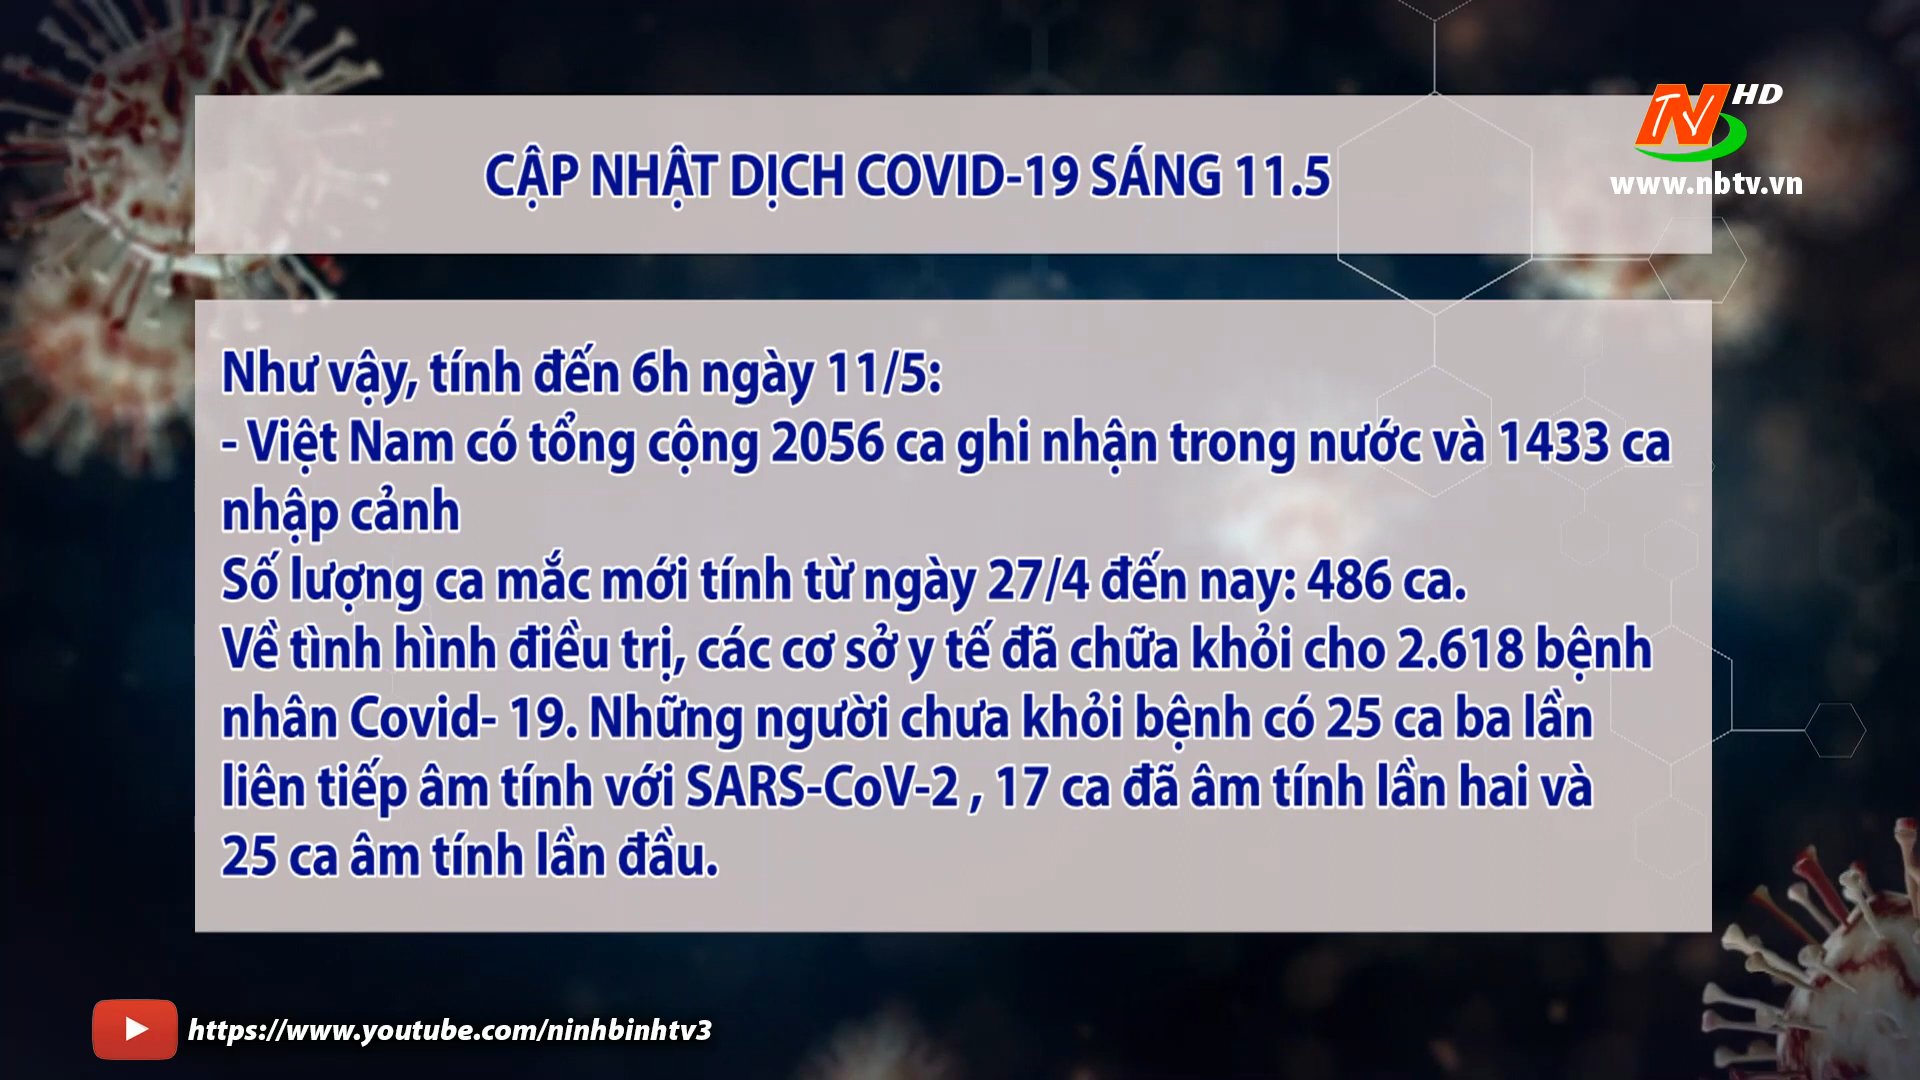 CẬP NHẬT DỊCH COVID-19 SÁNG 11.5
TV N HD
www.nbtv.vn
Như vậy, tính đến 6h ngày 11/5:
- Việt Nam có tổng cộng 2056 ca ghi nhận trong nước và 1433 ca
nhập cảnh
Số lượng ca mắc mới tính từ ngày 27/4 đến nay: 486 ca.
Về tình hình điều trị, các cơ sở y tế đã chữa khỏi cho 2.618 bệnh
nhân Covid- 19. Những người chưa khỏi bệnh có 25 ca ba lần
liên tiếp âm tính với SARS-CoV-2 , 17 ca đã âm tính lần hai và
25 ca âm tính lần đầu.
https://www.youtube.com/ninhbinhtv3